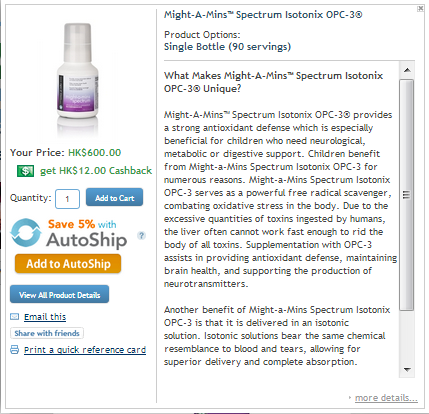 Might-A-Mins™ Spectrum Isotonix OPC-3®
Product Options:
Single Bottle (90 servings)
Your Price: HK$600.00
$ get HK$12.00 Cashback
Quantity: 1 Add to Cart
Save 5% with
AutoShip ?
Add to AutoShip
View All Product Details
Email this
Share with friends
Print a quick reference card
What Makes Might-A-Mins™ Spectrum Isotonix
OPC-3® Unique?
Might-A-Mins™ Spectrum Isotonix OPC-3® provides
a strong antioxidant defense which is especially
beneficial for children who need neurological,
metabolic or digestive support. Children benefit
from Might-A-Mins Spectrum Isotonix OPC-3 for
numerous reasons. Might-A-Mins Spectrum Isotonix
OPC-3 serves as a powerful free radical scavenger,
combating oxidative stress in the body. Due to the
excessive quantities of toxins ingested by humans,
the liver often cannot work fast enough to rid the
body of all toxins. Supplementation with OPC-3
assists in providing antioxidant defense, maintaining
brain health, and supporting the production of
neurotransmitters.
Another benefit of Might-a-Mins Spectrum Isotonix
OPC-3 is that it is delivered in an isotonic
solution. Isotonic solutions bear the same chemical
resemblance to blood and tears, allowing for
superior delivery and complete absorption.
more details...